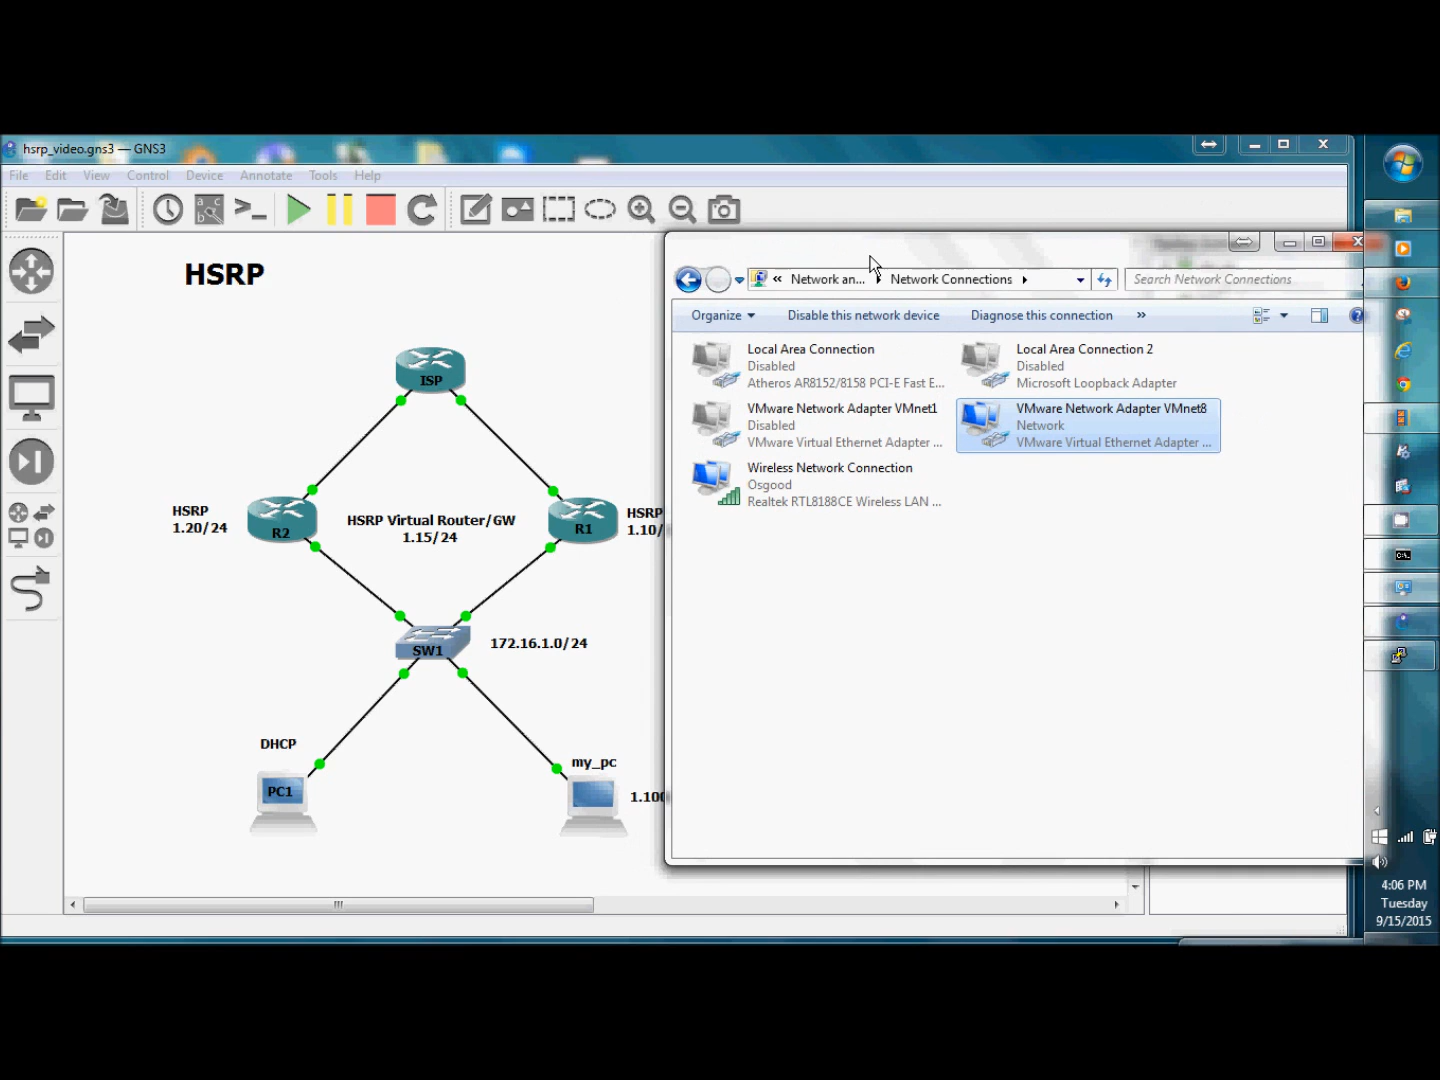 hsrp_video.gns3 — GNS3
File Edit View Control Device Annotate Tools Help
HSRP
ISP
HSRP
1.20/24
R2
HSRP Virtual Router/GW
1.15/24
R1
HSRP
1.10/
SW1
172.16.1.0/24
DHCP
PC1
my_pc
1.100
« Network an... Network Connections
Search Network Connections
Organize Disable this network device Diagnose this connection »
Local Area Connection
Disabled
Atheros AR8152/8158 PCI-E Fast E...
Local Area Connection 2
Disabled
Microsoft Loopback Adapter
VMware Network Adapter VMnet1
Disabled
VMware Virtual Ethernet Adapter ...
VMware Network Adapter VMnet8
Network
VMware Virtual Ethernet Adapter ...
Wireless Network Connection
Osgood
Realtek RTL8188CE Wireless LAN ...
4:06 PM
Tuesday
9/15/2015